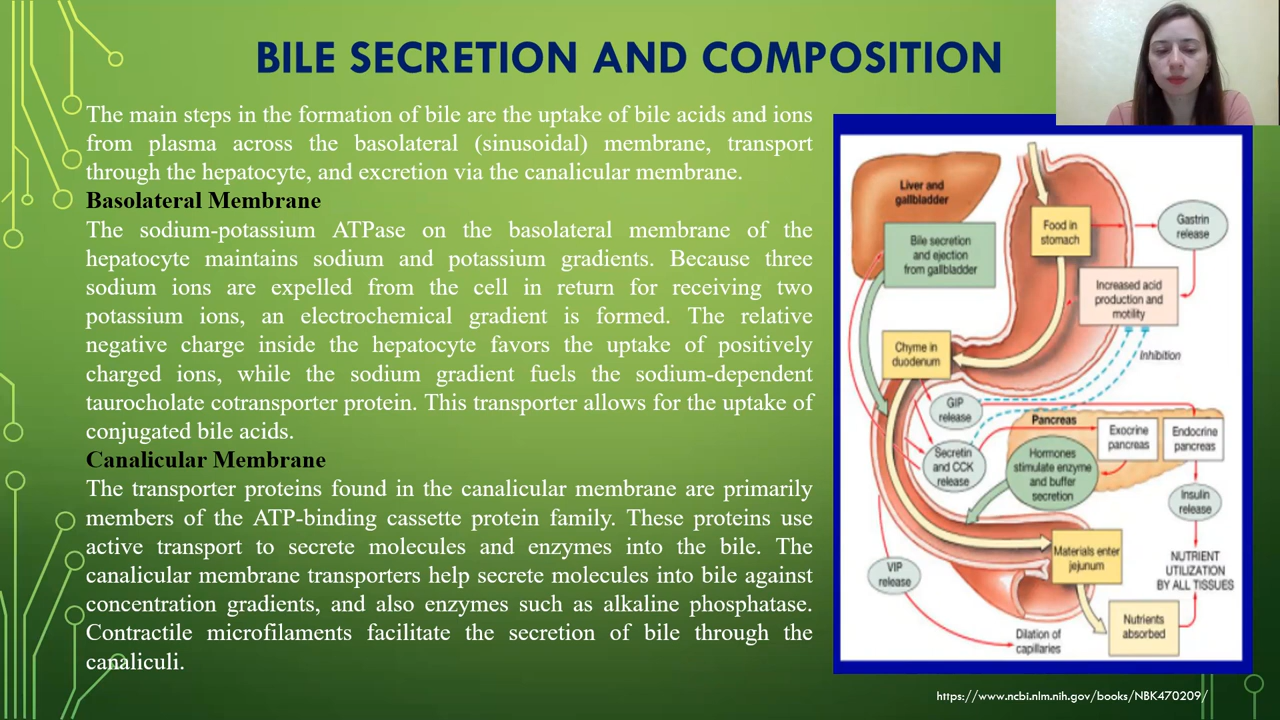 BILE SECRETION AND COMPOSITION
The main steps in the formation of bile are the uptake of bile acids and ions
from plasma across the basolateral (sinusoidal) membrane, transport
through the hepatocyte, and excretion via the canalicular membrane.
Basolateral Membrane
The sodium-potassium ATPase on the basolateral membrane of the
hepatocyte maintains sodium and potassium gradients. Because three
sodium ions are expelled from the cell in return for receiving two
potassium ions, an electrochemical gradient is formed. The relative
negative charge inside the hepatocyte favors the uptake of positively
charged ions, while the sodium gradient fuels the sodium-dependent
taurocholate cotransporter protein. This transporter allows for the uptake of
conjugated bile acids.
Canalicular Membrane
The transporter proteins found in the canalicular membrane are primarily
members of the ATP-binding cassette protein family. These proteins use
active transport to secrete molecules and enzymes into the bile. The
canalicular membrane transporters help secrete molecules into bile against
concentration gradients, and also enzymes such as alkaline phosphatase.
Contractile microfilaments facilitate the secretion of bile through the
canaliculi.
Liver and
gallbladder
Bile secretion
and ejection
from gallbladder
Food in
stomach
Gastrin
release
Increased acid
production and
motility
Inhibition
Chyme in
duodenum
GIP
release
Pancreas
Exocrine
pancreas
Endocrine
pancreas
Secretin
and CCK
release
Hormones
stimulate enzyme
and buffer
secretion
Insulin
release
VIP
release
Materials enter
jejunum
NUTRIENT
UTILIZATION
BY ALL TISSUES
Nutrients
absorbed
Dilation of
capillaries
https://www.ncbi.nlm.nih.gov/books/NBK470209/